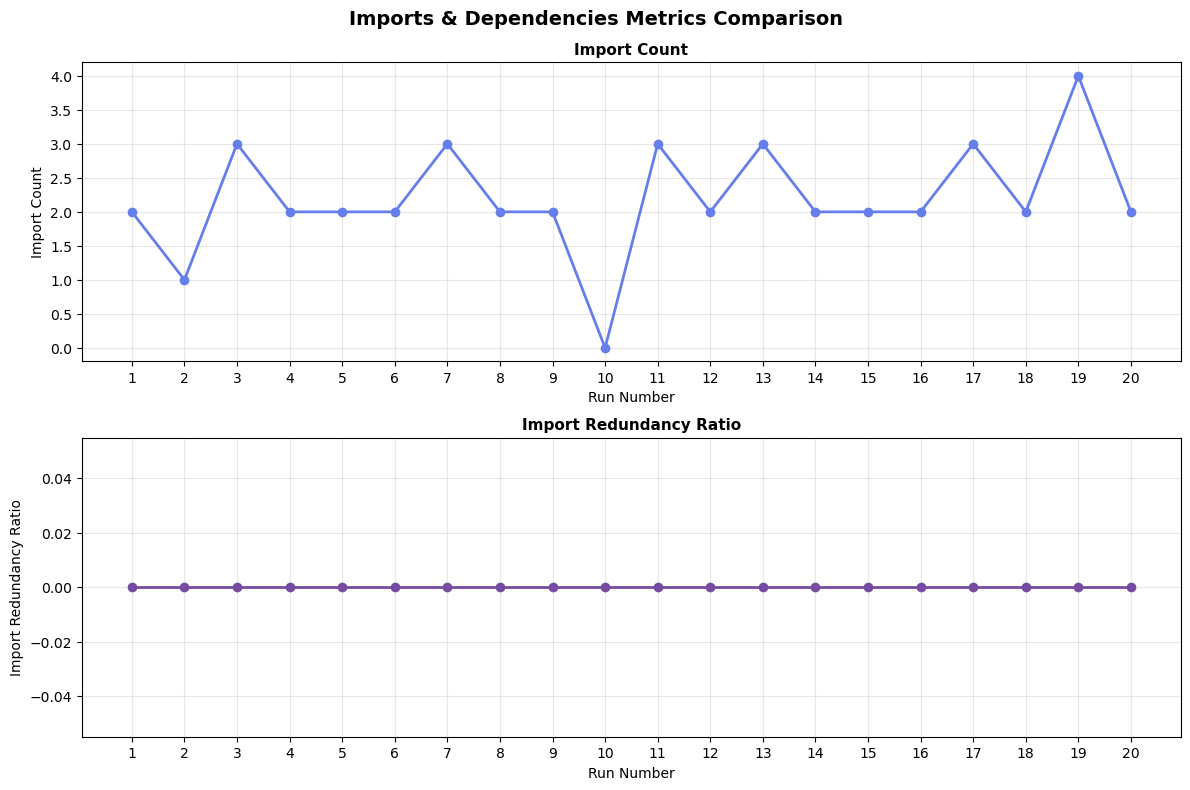 Imports & Dependencies Metrics Comparison
Import Count
Import Count
4.0
3.5
3.0
2.5
2.0
1.5
1.0
0.5
0.0
1 2 3 4 5 6 7 8 9 10 11 12 13 14 15 16 17 18 19 20
Run Number
Import Redundancy Ratio
Import Redundancy Ratio
0.04
0.02
0.00
−0.02
−0.04
1 2 3 4 5 6 7 8 9 10 11 12 13 14 15 16 17 18 19 20
Run Number